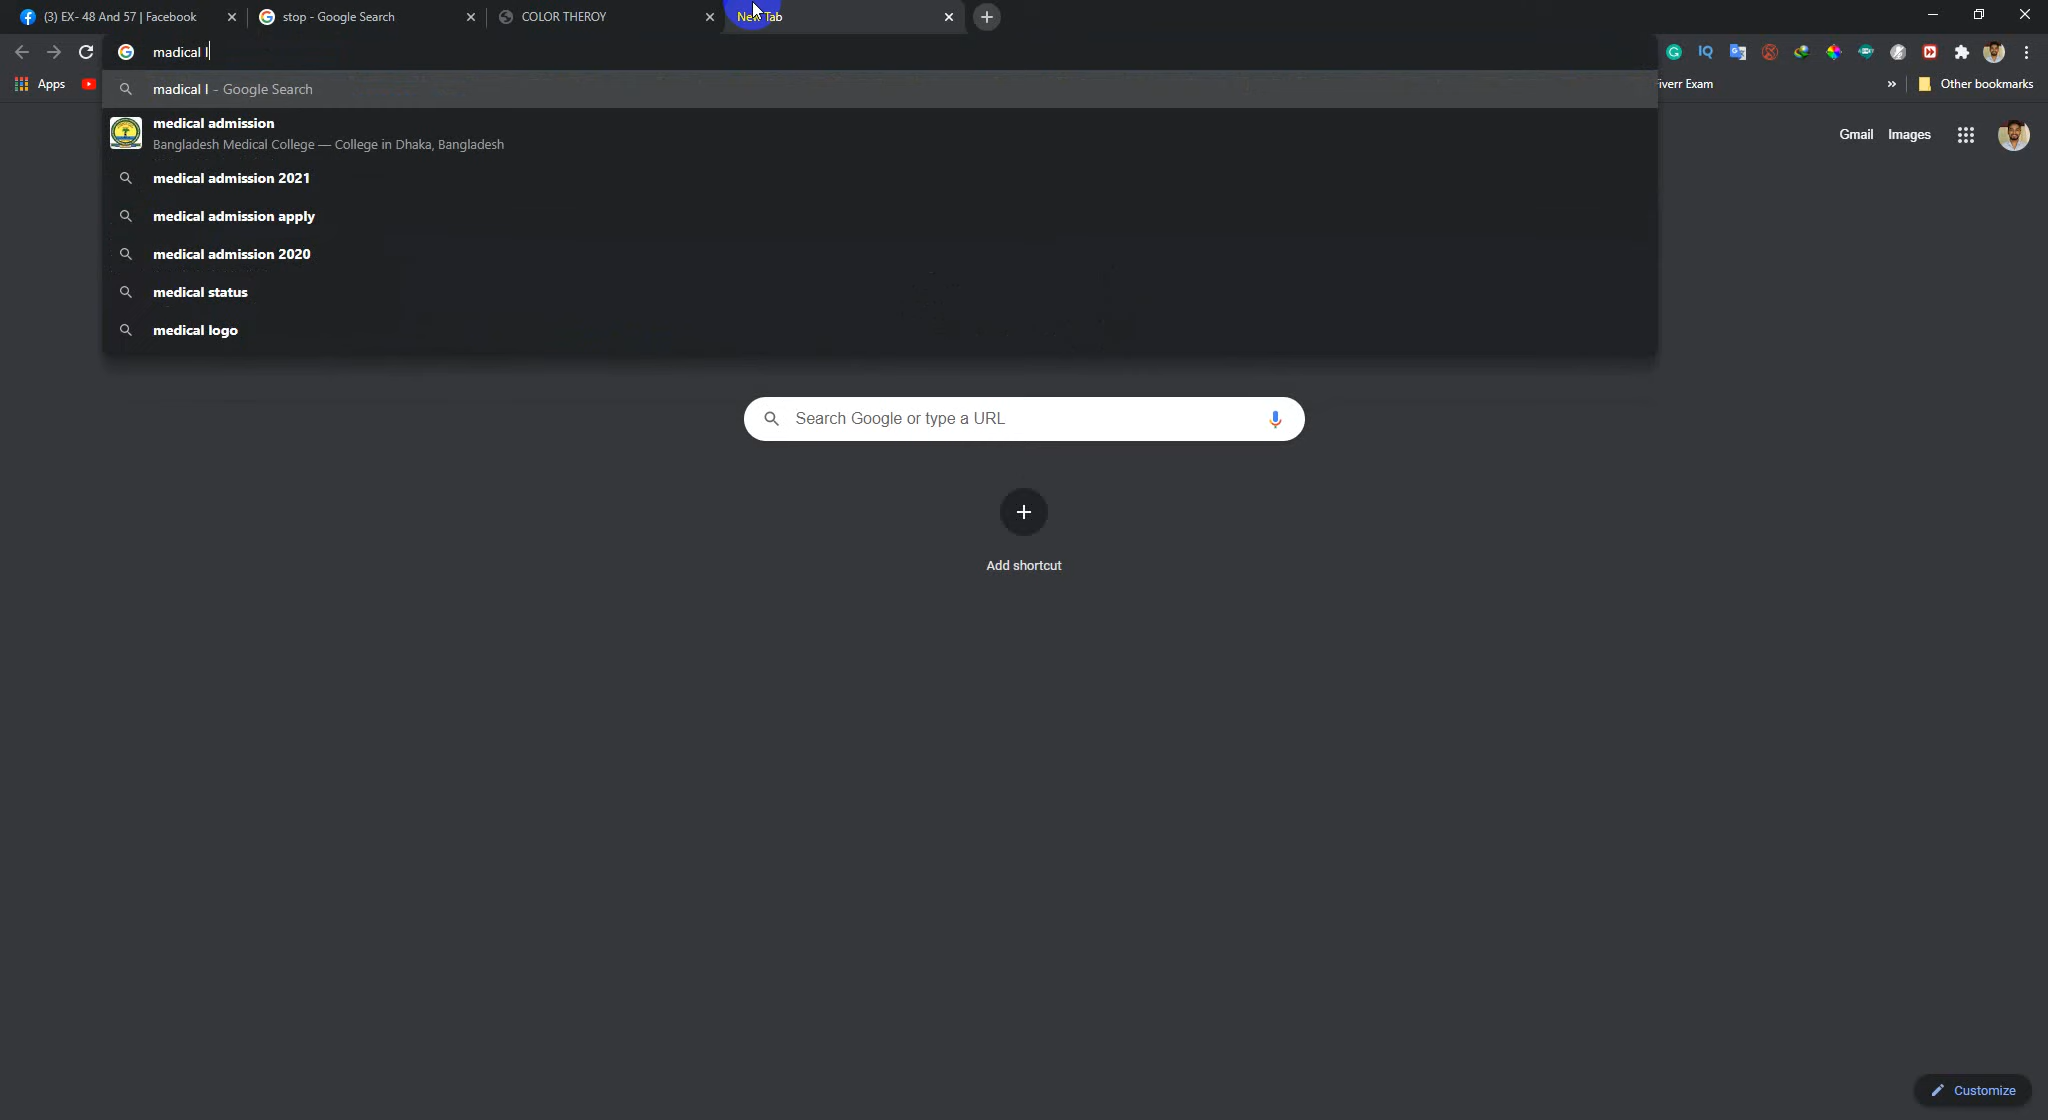 (3) EX- 48 And 57 | Facebook
stop - Google Search
COLOR THEROY
New Tab
madical l
Apps
iverr Exam
Other bookmarks
madical l - Google Search
medical admission
Bangladesh Medical College — College in Dhaka, Bangladesh
medical admission 2021
medical admission apply
medical admission 2020
medical status
medical logo
Gmail
Images
Search Google or type a URL
Add shortcut
Customize